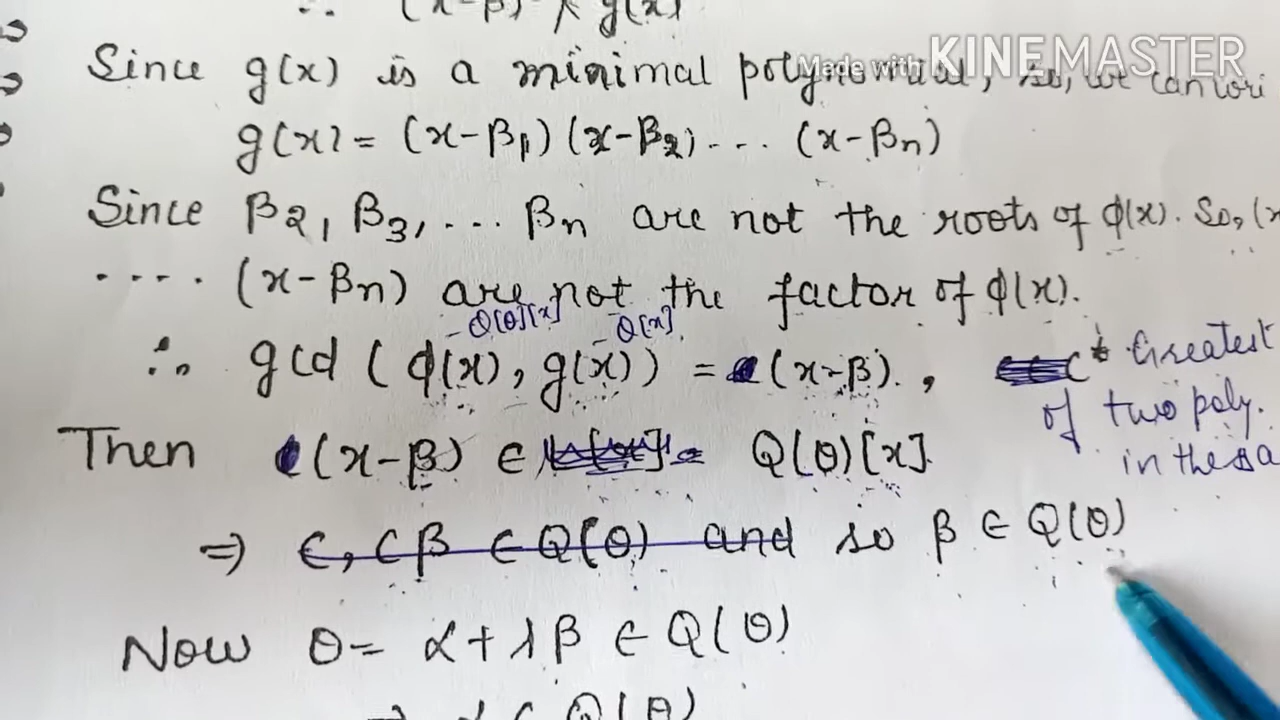 ∴ (x-β) ∤ g(x)
Made with KINEMASTER
Since g(x) is a minimal polynomial, so, we can wri
g(x) = (x-β1) (x-β2) ... (x-βn)
Since β2, β3, ... βn are not the roots of ϕ(x). So, (x
.... (x-βn) are not the factor of ϕ(x).
Q(θ)[x] Q[x]
∴ gcd (ϕ(x), g(x)) = (x-β).,
Greatest
of two poly.
in the sa
Then (x-β) ∈ Q(θ)[x].
⇒ c, cβ ∈ Q(θ) and so β ∈ Q(θ)
Now θ = α + λβ ∈ Q(θ)
⇒ α ∈ Q(θ)